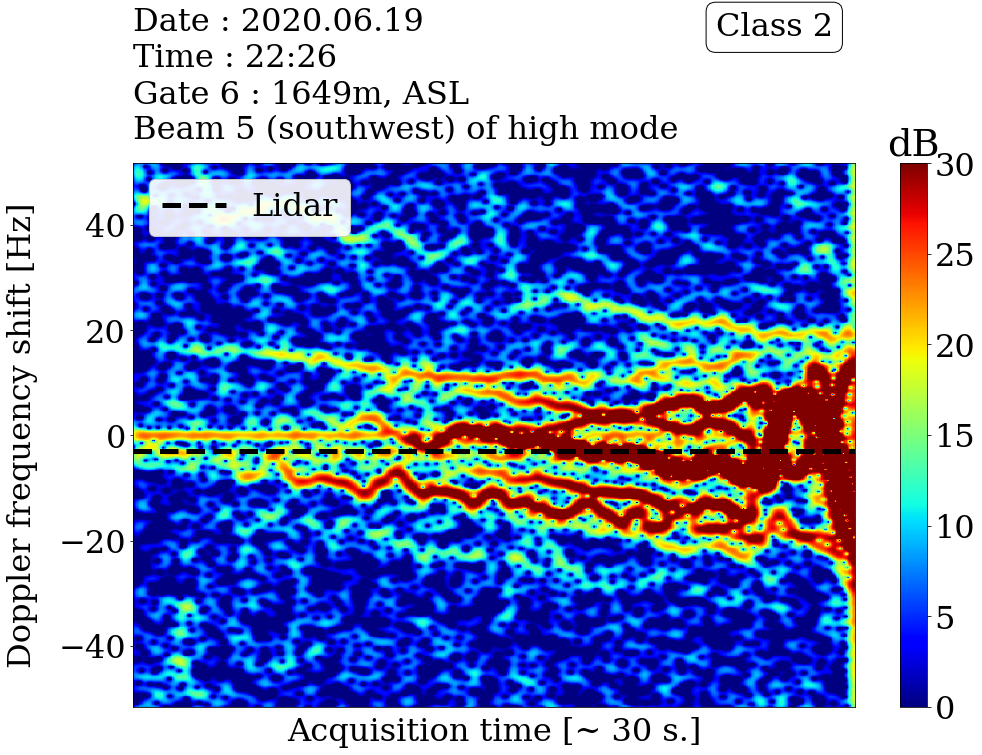 Date : 2020.06.19
Time : 22:26
Gate 6 : 1649m, ASL
Beam 5 (southwest) of high mode
Class 2
dB
Lidar
Doppler frequency shift [Hz]
40
20
0
−20
−40
30
25
20
15
10
5
0
Acquisition time [~ 30 s.]